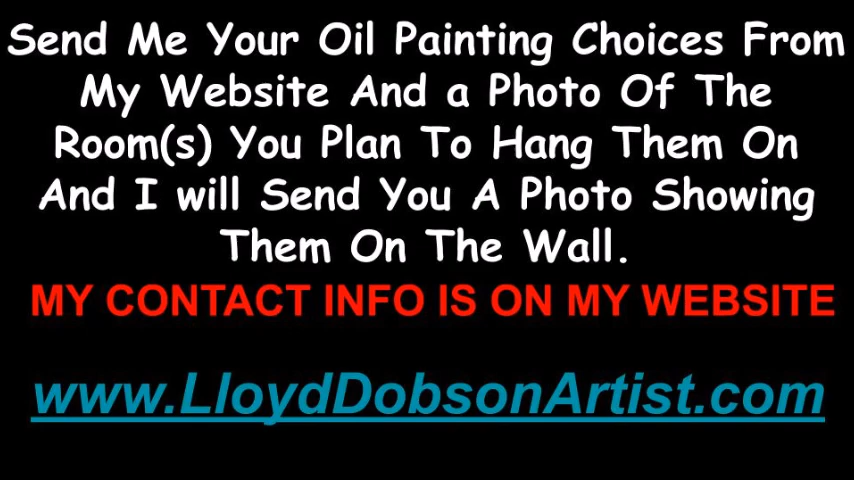 Send Me Your Oil Painting Choices From
My Website And a Photo Of The
Room(s) You Plan To Hang Them On
And I will Send You A Photo Showing
Them On The Wall.
MY CONTACT INFO IS ON MY WEBSITE
www.LloydDobsonArtist.com